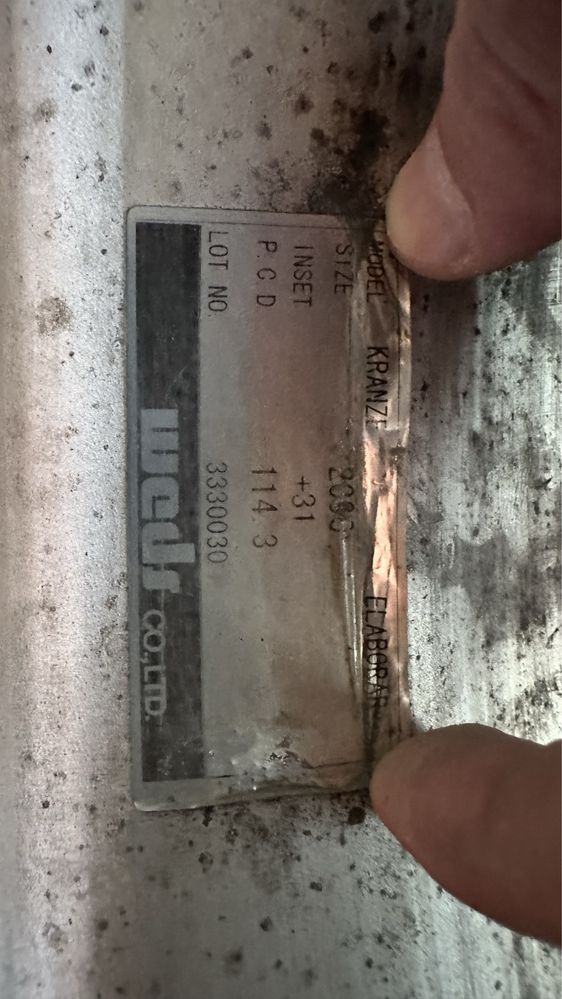 MODEL KRANZE ELABORAR
SIZE
INSET +31
P.C.D 114.3
LOT NO. 3330030
weds CO.,LTD.